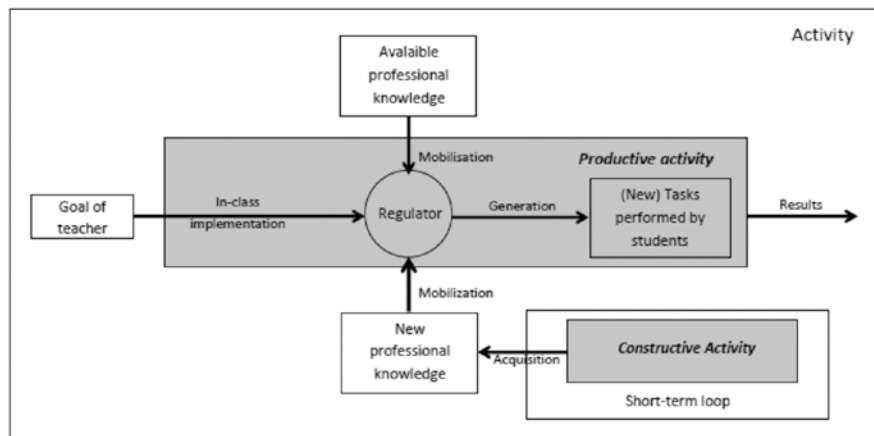 Activity
Avalaible
professional
knowledge
Mobilisation
Productive activity
Goal of
teacher
In-class
implementation
Regulator
Generation
(New) Tasks
performed by
students
Results
Mobilization
New
professional
knowledge
Acquisition
Constructive Activity
Short-term loop